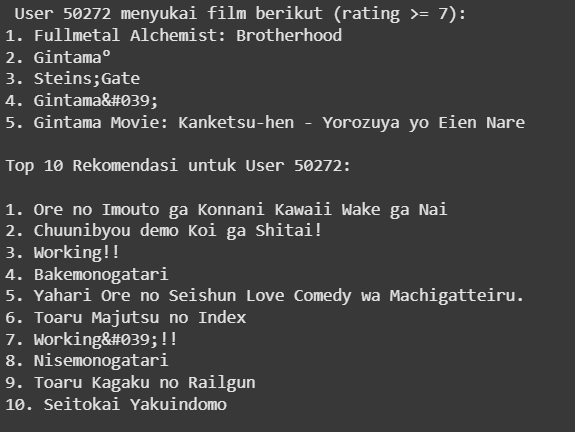 User 50272 menyukai film berikut (rating >= 7):
1. Fullmetal Alchemist: Brotherhood
2. Gintama°
3. Steins;Gate
4. Gintama&#039;
5. Gintama Movie: Kanketsu-hen - Yorozuya yo Eien Nare
Top 10 Rekomendasi untuk User 50272:
1. Ore no Imouto ga Konnani Kawaii Wake ga Nai
2. Chuunibyou demo Koi ga Shitai!
3. Working!!
4. Bakemonogatari
5. Yahari Ore no Seishun Love Comedy wa Machigatteiru.
6. Toaru Majutsu no Index
7. Working&#039;!!
8. Nisemonogatari
9. Toaru Kagaku no Railgun
10. Seitokai Yakuindomo